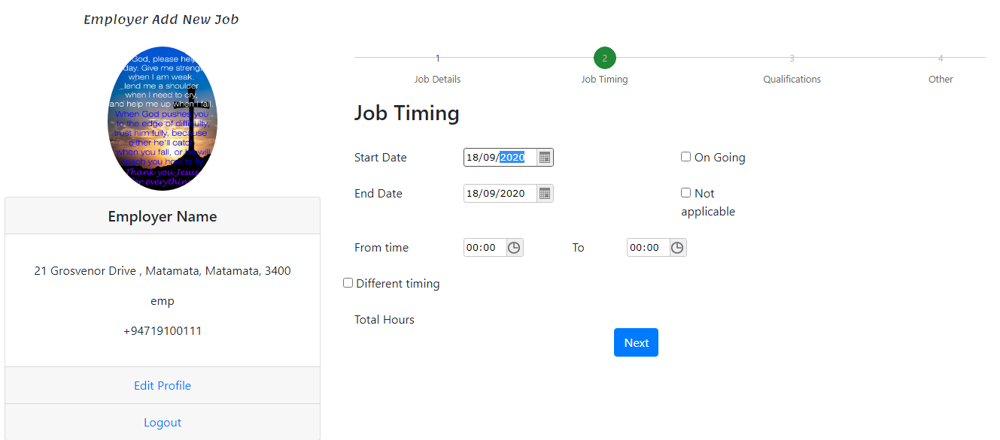 Employer Add New Job
God, please help
day. Give me strength
when I am weak.
lend me a shoulder
when I need to cry,
and help me up when I fall.
When God pushes you
to the edge of difficulty,
trust him fully, because
either he'll catch
when you fall, or he will
teach you how to fly
Thank you Jesus
for everything
Employer Name
21 Grosvenor Drive , Matamata, Matamata, 3400
emp
+94719100111
Edit Profile
Logout
1 2 3 4
Job Details Job Timing Qualifications Other
Job Timing
Start Date 18/09/2020 On Going
End Date 18/09/2020 Not
applicable
From time 00:00 To 00:00
Different timing
Total Hours
Next